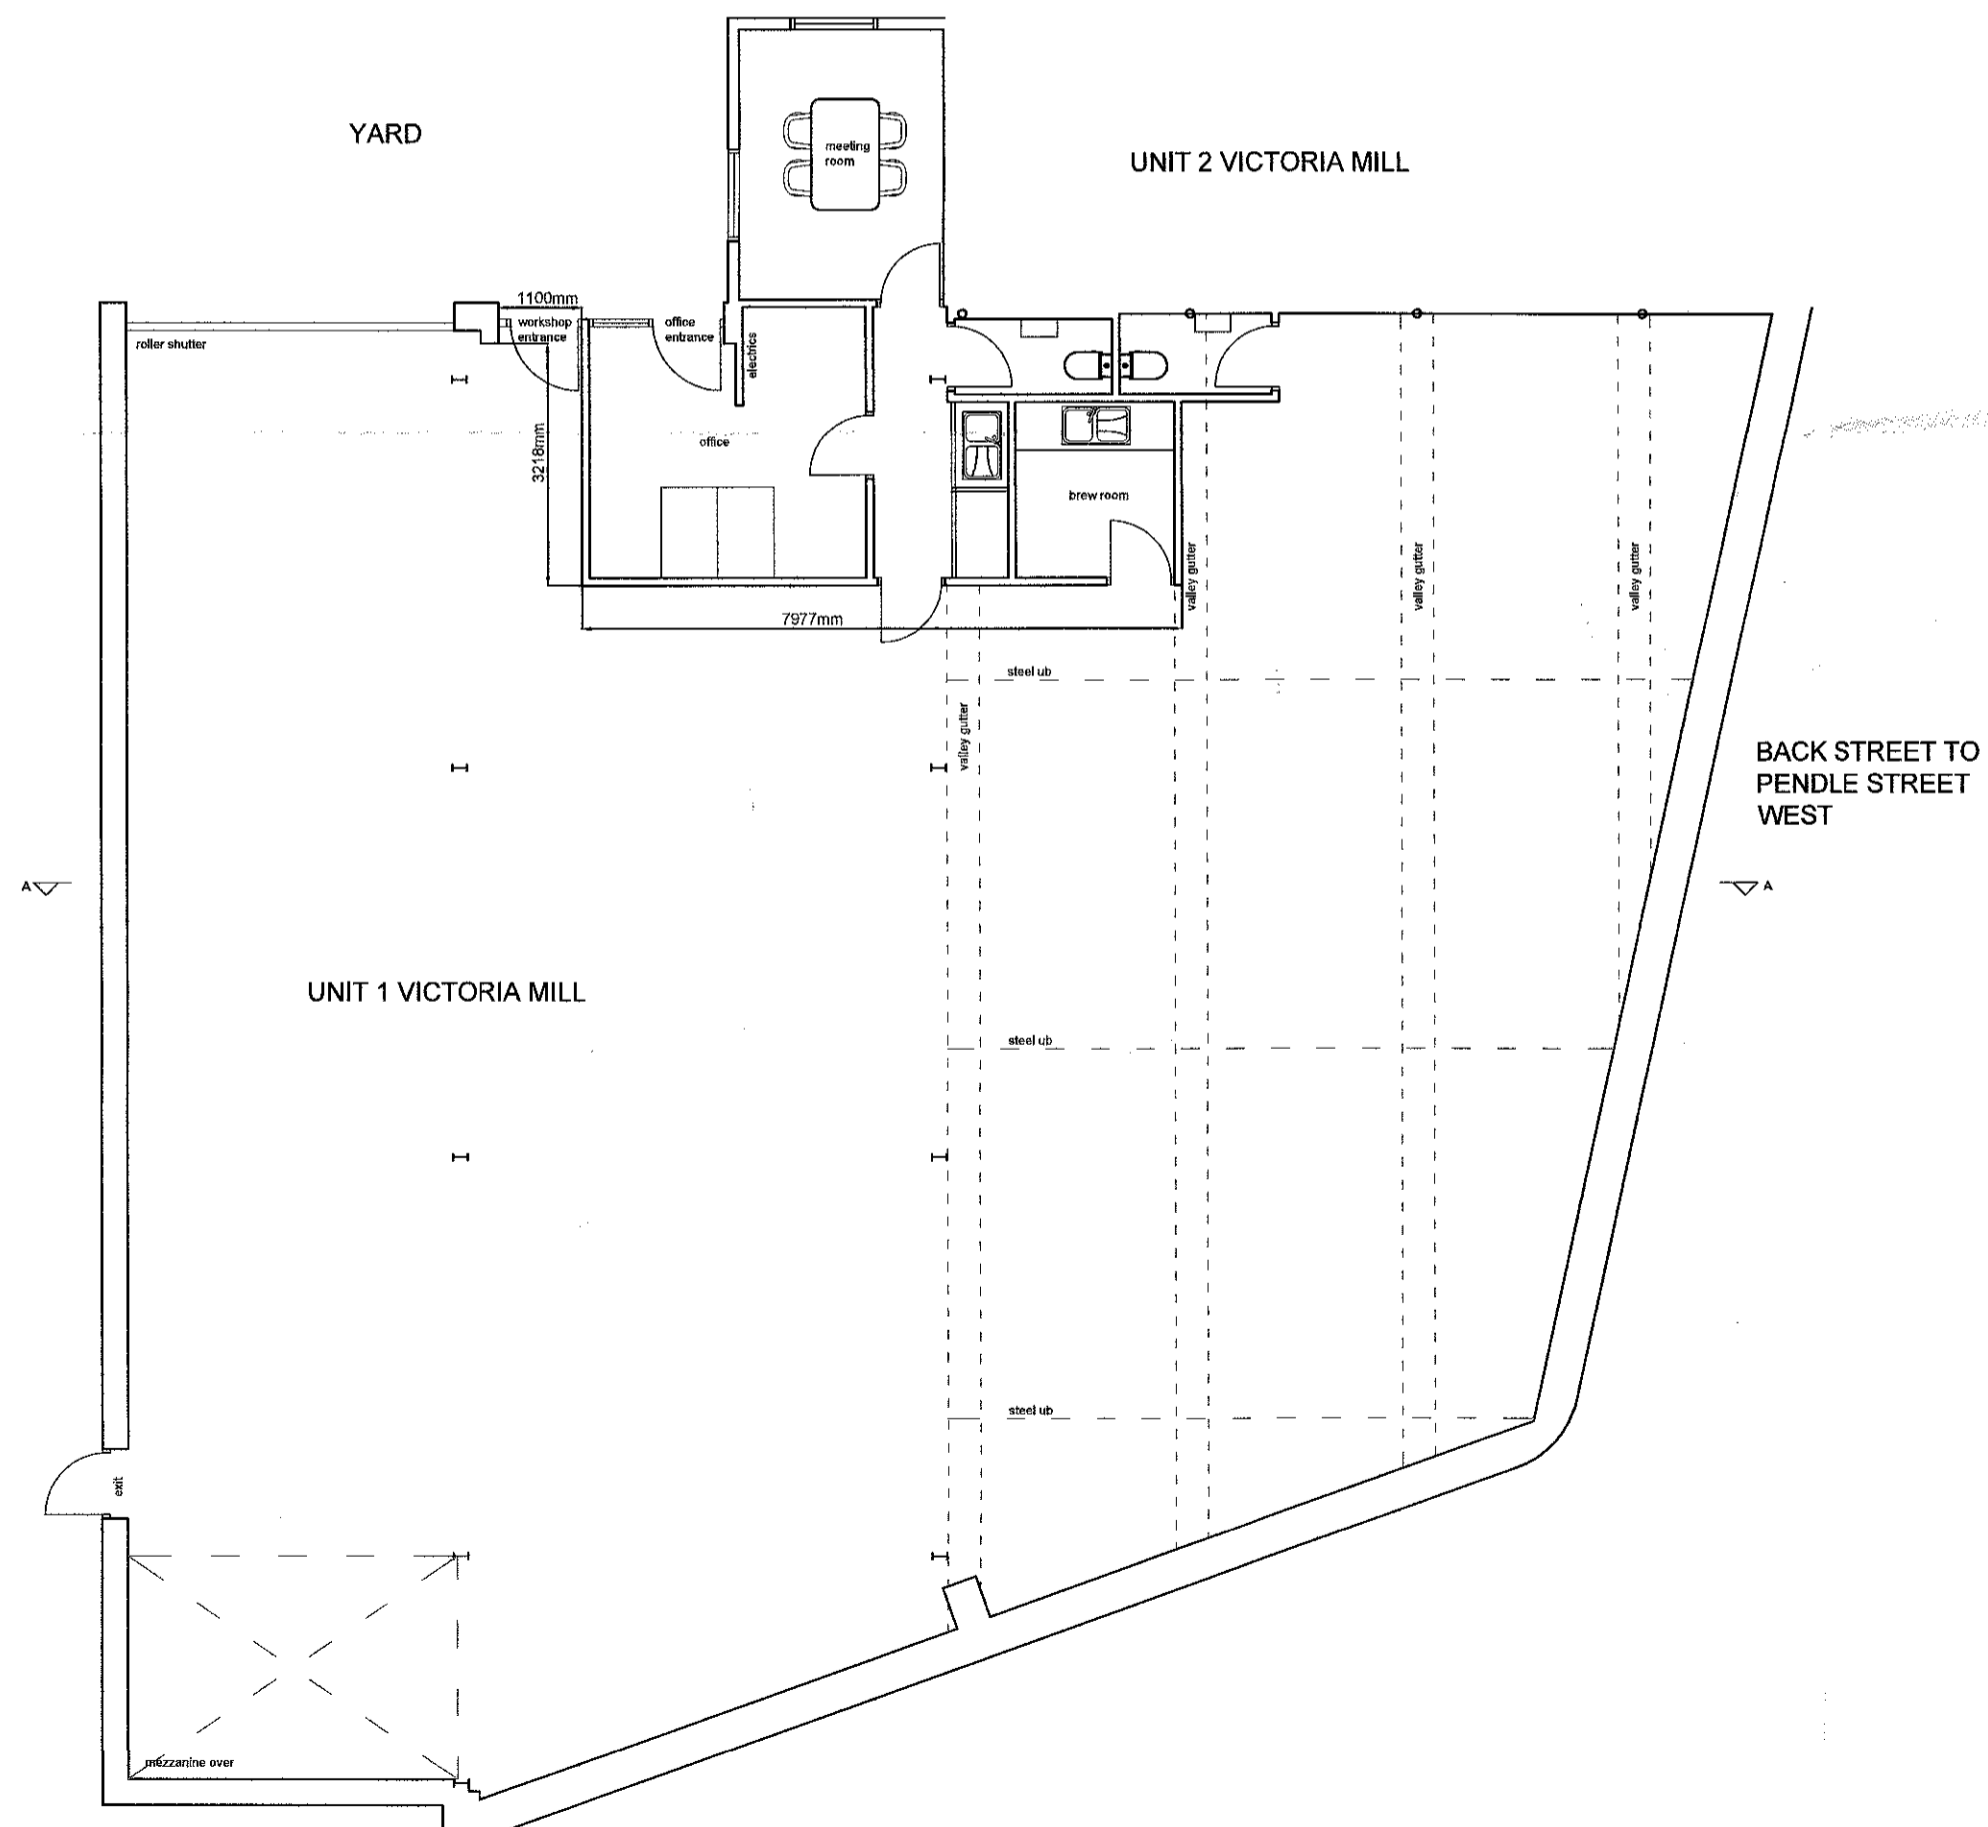 YARD
meeting
room
UNIT 2 VICTORIA MILL
1100mm
workshop
entrance
office
entrance
roller shutter
electrics
3218mm
office
brew room
valley gutter
valley gutter
valley gutter
7977mm
steel ub
valley gutter
BACK STREET TO
PENDLE STREET
WEST
A
A
UNIT 1 VICTORIA MILL
steel ub
steel ub
exit
mezzanine over